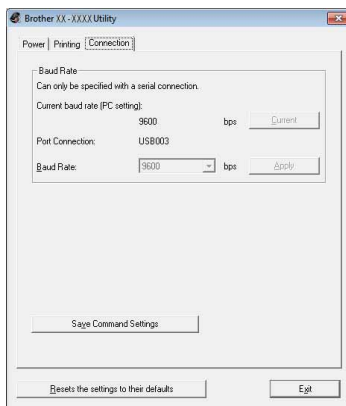 Brother XX-XXXX Utility
Power Printing Connection
Baud Rate
Can only be specified with a serial connection.
Current baud rate (PC setting):
9600 bps Current
Port Connection: USB003
Baud Rate: 9600 bps Apply
Save Command Settings
Resets the settings to their defaults Exit